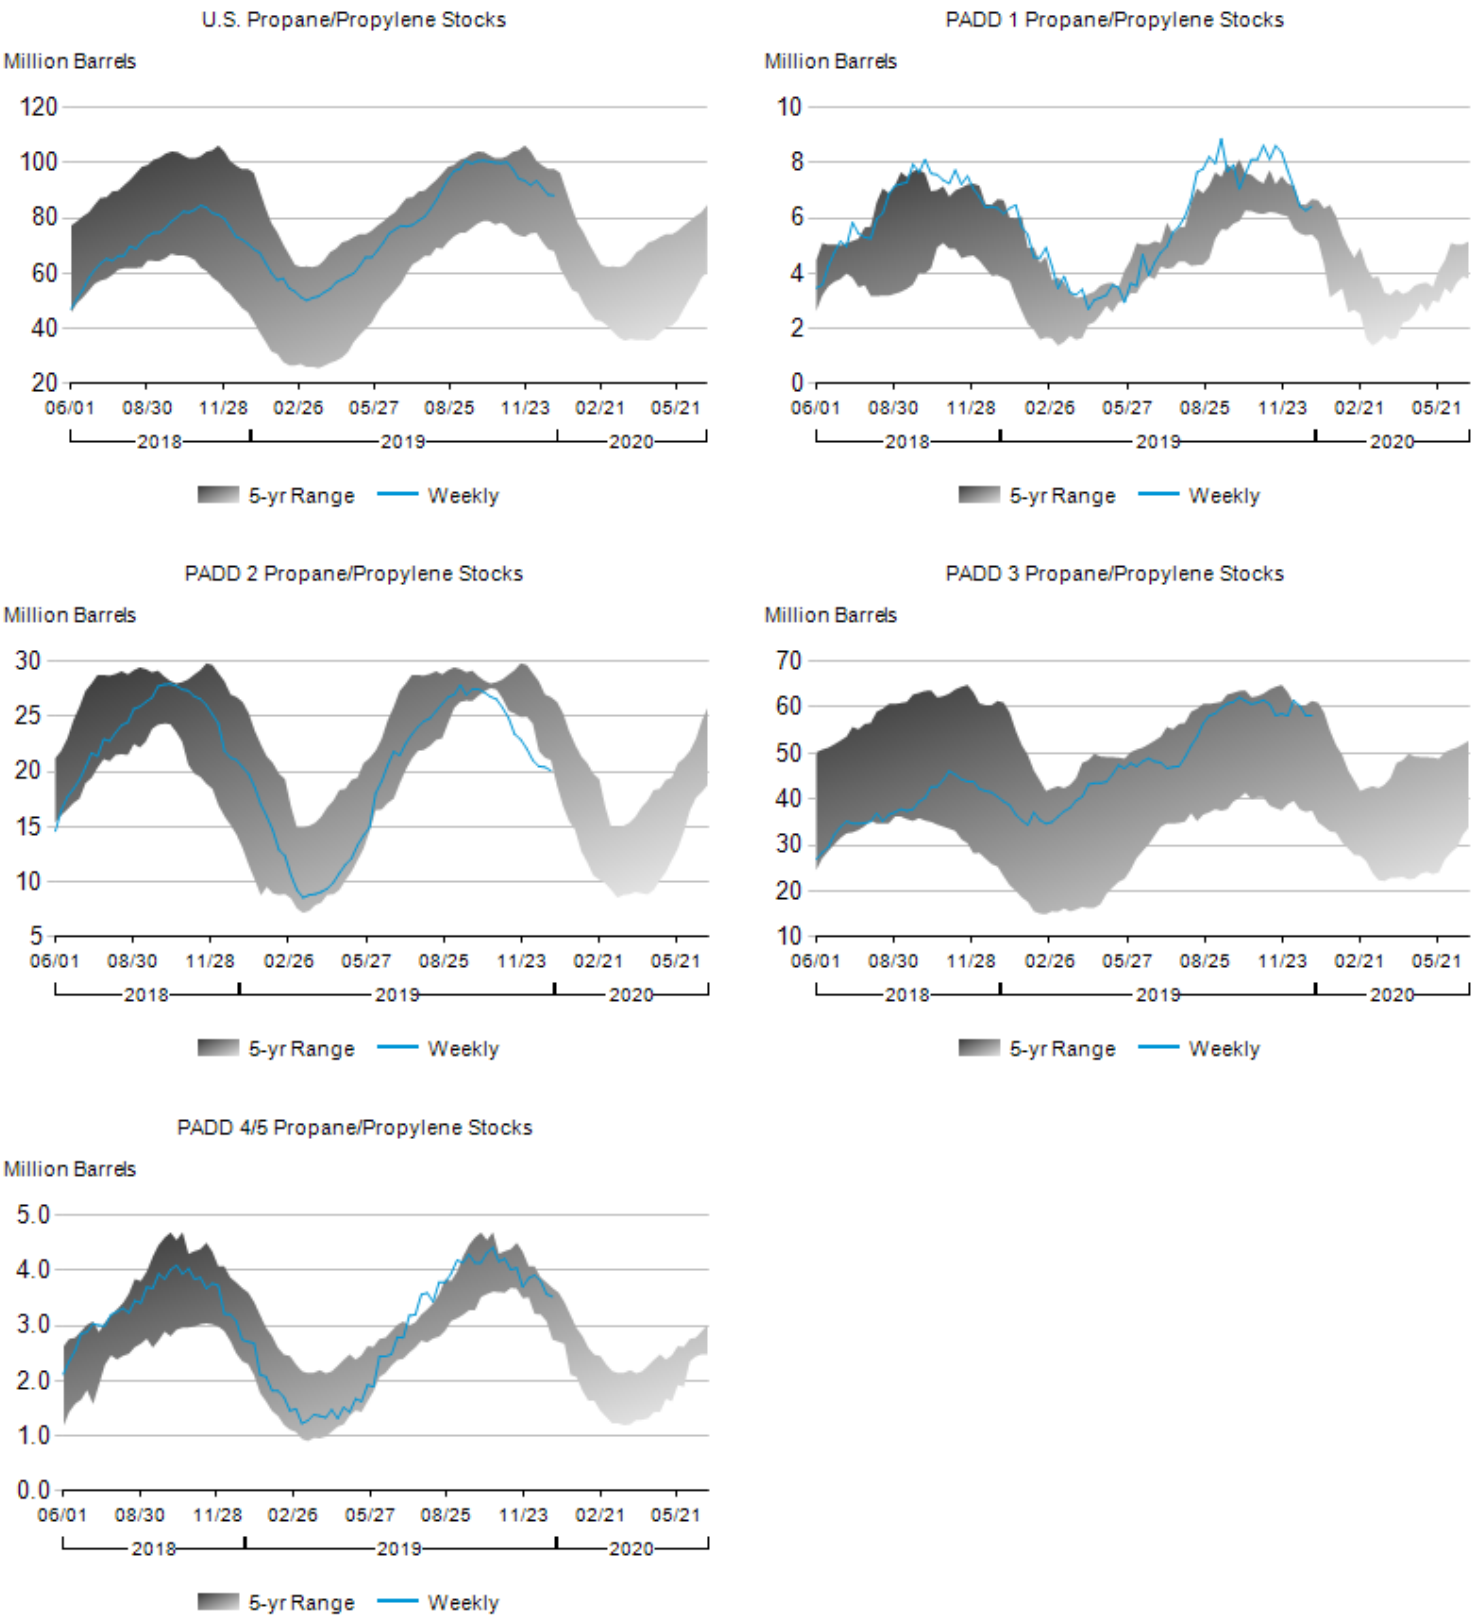 U.S. Propane/Propylene Stocks
Million Barrels
120
100
80
60
40
20
06/01 08/30 11/28 02/26 05/27 08/25 11/23 02/21 05/21
2018 2019 2020
5-yr Range Weekly
PADD 1 Propane/Propylene Stocks
Million Barrels
10
8
6
4
2
0
06/01 08/30 11/28 02/26 05/27 08/25 11/23 02/21 05/21
2018 2019 2020
5-yr Range Weekly
PADD 2 Propane/Propylene Stocks
Million Barrels
30
25
20
15
10
5
06/01 08/30 11/28 02/26 05/27 08/25 11/23 02/21 05/21
2018 2019 2020
5-yr Range Weekly
PADD 3 Propane/Propylene Stocks
Million Barrels
70
60
50
40
30
20
10
06/01 08/30 11/28 02/26 05/27 08/25 11/23 02/21 05/21
2018 2019 2020
5-yr Range Weekly
PADD 4/5 Propane/Propylene Stocks
Million Barrels
5.0
4.0
3.0
2.0
1.0
0.0
06/01 08/30 11/28 02/26 05/27 08/25 11/23 02/21 05/21
2018 2019 2020
5-yr Range Weekly